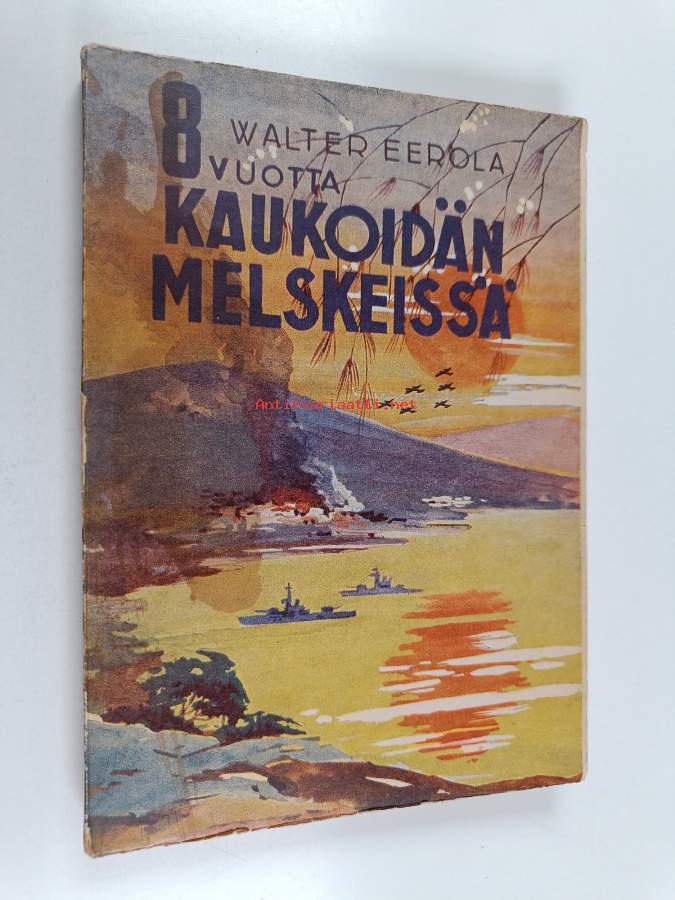 8 WALTER EEROLA
VUOTTA
KAUKOIDÄN
MELSKEISSÄ
Antikvariaatti.net